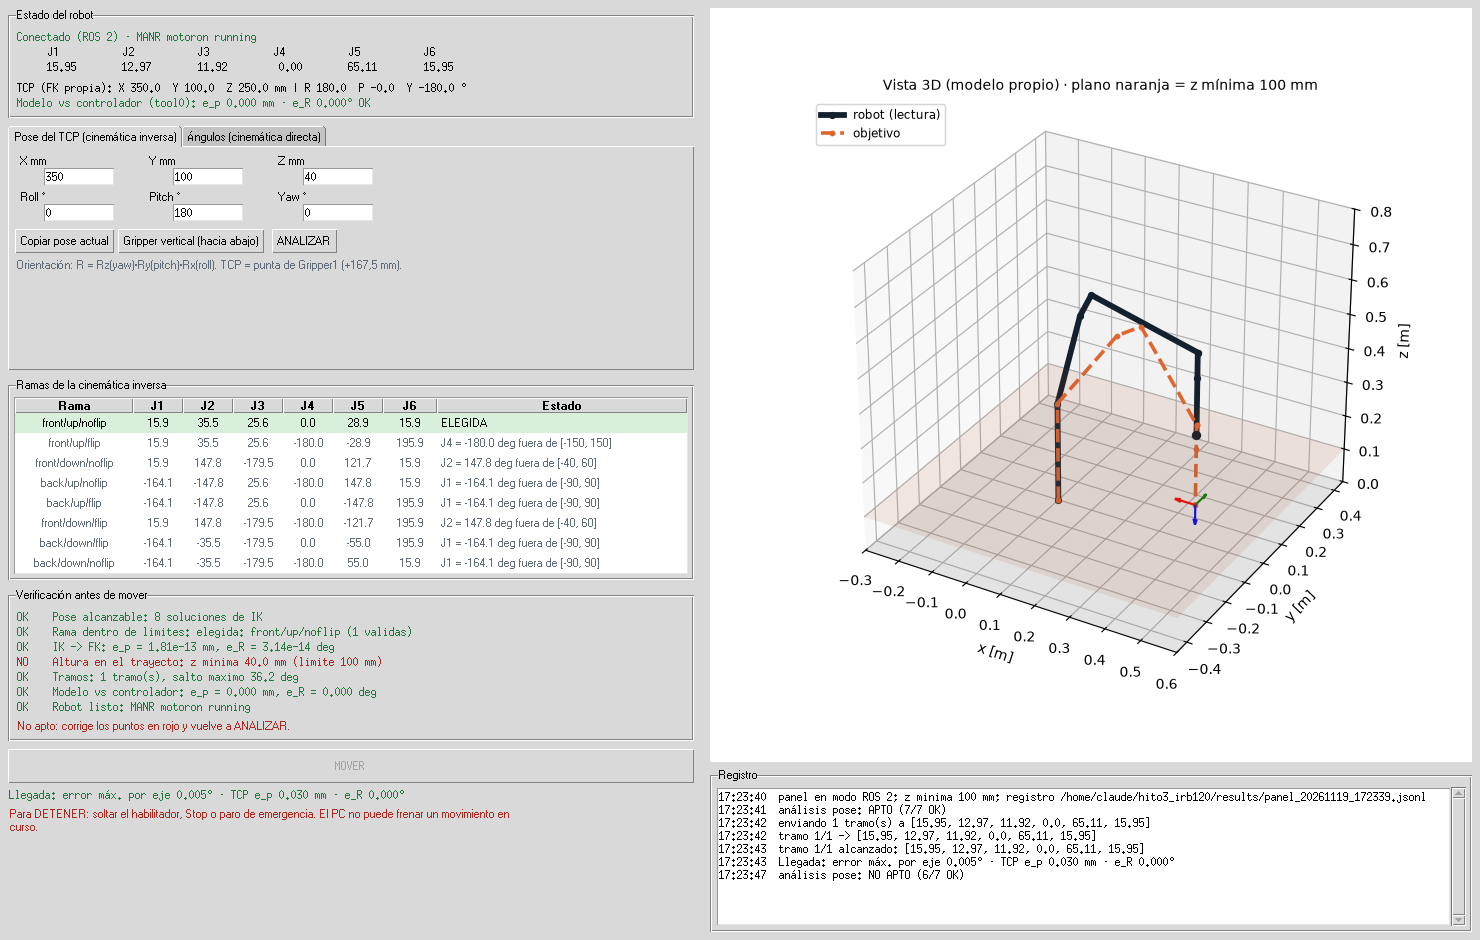 Estado del robot
Conectado (ROS 2) · MANR motoron running
J1 J2 J3 J4 J5 J6
15.95 12.97 11.92 0.00 65.11 15.95
TCP (FK propia): X 350.0 Y 100.0 Z 250.0 mm | R 180.0 P -0.0 Y -180.0 °
Modelo vs controlador (tool0): e_p 0.000 mm · e_R 0.000° OK
Pose del TCP (cinemática inversa) Ángulos (cinemática directa)
X mm Y mm Z mm
350 100 40
Roll ° Pitch ° Yaw °
0 180 0
Copiar pose actual Gripper vertical (hacia abajo) ANALIZAR
Orientación: R = Rz(yaw)·Ry(pitch)·Rx(roll). TCP = punta de Gripper1 (+167,5 mm).
Ramas de la cinemática inversa
Rama J1 J2 J3 J4 J5 J6 Estado
front/up/noflip 15.9 35.5 25.6 0.0 28.9 15.9 ELEGIDA
front/up/flip 15.9 35.5 25.6 -180.0 -28.9 195.9 J4 = -180.0 deg fuera de [-150, 150]
front/down/noflip 15.9 147.8 -179.5 0.0 121.7 15.9 J2 = 147.8 deg fuera de [-40, 60]
back/up/noflip -164.1 -147.8 25.6 -180.0 147.8 15.9 J1 = -164.1 deg fuera de [-90, 90]
back/up/flip -164.1 -147.8 25.6 0.0 -147.8 195.9 J1 = -164.1 deg fuera de [-90, 90]
front/down/flip 15.9 147.8 -179.5 -180.0 -121.7 195.9 J2 = 147.8 deg fuera de [-40, 60]
back/down/flip -164.1 -35.5 -179.5 0.0 -55.0 195.9 J1 = -164.1 deg fuera de [-90, 90]
back/down/noflip -164.1 -35.5 -179.5 -180.0 55.0 15.9 J1 = -164.1 deg fuera de [-90, 90]
Verificación antes de mover
OK Pose alcanzable: 8 soluciones de IK
OK Rama dentro de limites: elegida: front/up/noflip (1 validas)
OK IK -> FK: e_p = 1.81e-13 mm, e_R = 3.14e-14 deg
NO Altura en el trayecto: z minima 40.0 mm (limite 100 mm)
OK Tramos: 1 tramo(s), salto maximo 36.2 deg
OK Modelo vs controlador: e_p = 0.000 mm, e_R = 0.000 deg
OK Robot listo: MANR motoron running
No apto: corrige los puntos en rojo y vuelve a ANALIZAR.
MOVER
Llegada: error máx. por eje 0.005° · TCP e_p 0.030 mm · e_R 0.000°
Para DETENER: soltar el habilitador, Stop o paro de emergencia. El PC no puede frenar un movimiento en
curso.
Vista 3D (modelo propio) · plano naranja = z mínima 100 mm
robot (lectura)
objetivo
0.8
0.7
0.6
0.5
0.4
0.3
0.2
0.1
0.0
z [m]
0.4
0.3
0.2
0.1
0.0
−0.1
−0.2
−0.3
−0.4
y [m]
−0.3
−0.2
−0.1
0.0
0.1
0.2
0.3
0.4
0.5
0.6
x [m]
Registro
17:23:40 panel en modo ROS 2; z minima 100 mm; registro /home/claude/hito3_irb120/results/panel_20261119_172339.jsonl
17:23:41 análisis pose: APTO (7/7 OK)
17:23:42 enviando 1 tramo(s) a [15.95, 12.97, 11.92, 0.0, 65.11, 15.95]
17:23:42 tramo 1/1 -> [15.95, 12.97, 11.92, 0.0, 65.11, 15.95]
17:23:43 tramo 1/1 alcanzado: [15.95, 12.97, 11.92, 0.0, 65.11, 15.95]
17:23:43 Llegada: error máx. por eje 0.005° · TCP e_p 0.030 mm · e_R 0.000°
17:23:47 análisis pose: NO APTO (6/7 OK)